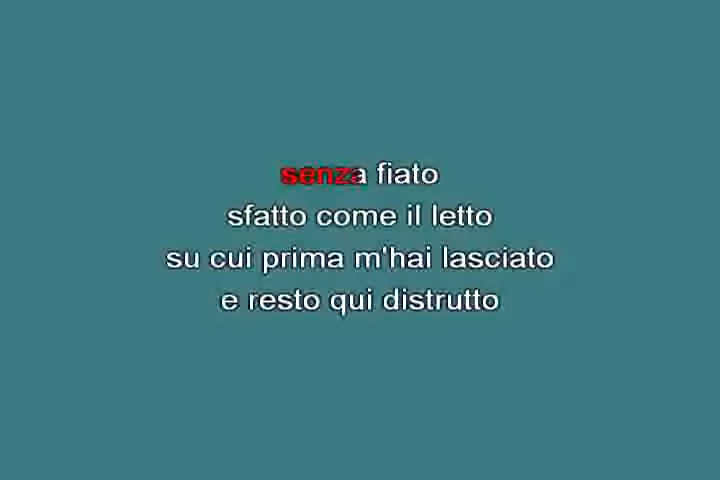 senza fiato
sfatto come il letto
su cui prima m'hai lasciato
e resto qui distrutto